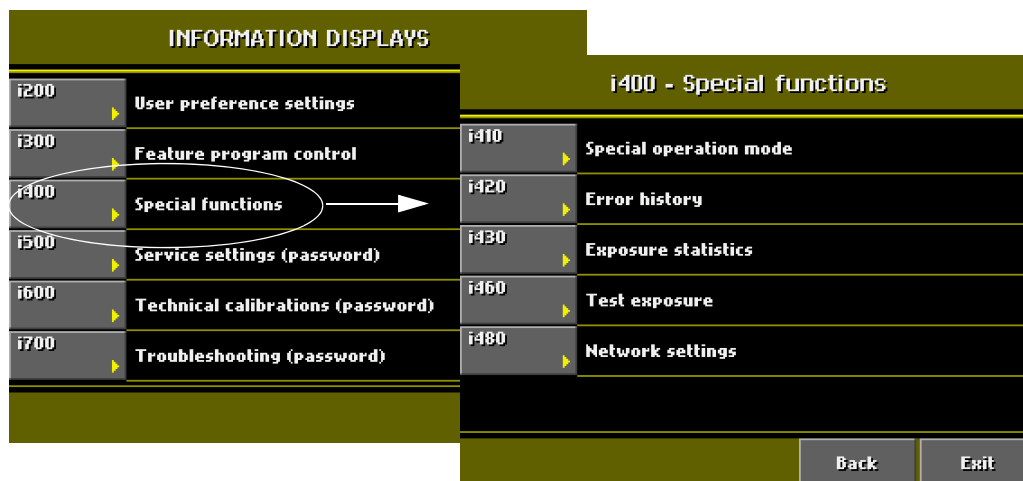 INFORMATION DISPLAYS
i200
User preference settings
i300
Feature program control
i400
Special functions
i500
Service settings (password)
i600
Technical calibrations (password)
i700
Troubleshooting (password)
i400 - Special functions
i410
Special operation mode
i420
Error history
i430
Exposure statistics
i460
Test exposure
i480
Network settings
Back
Exit